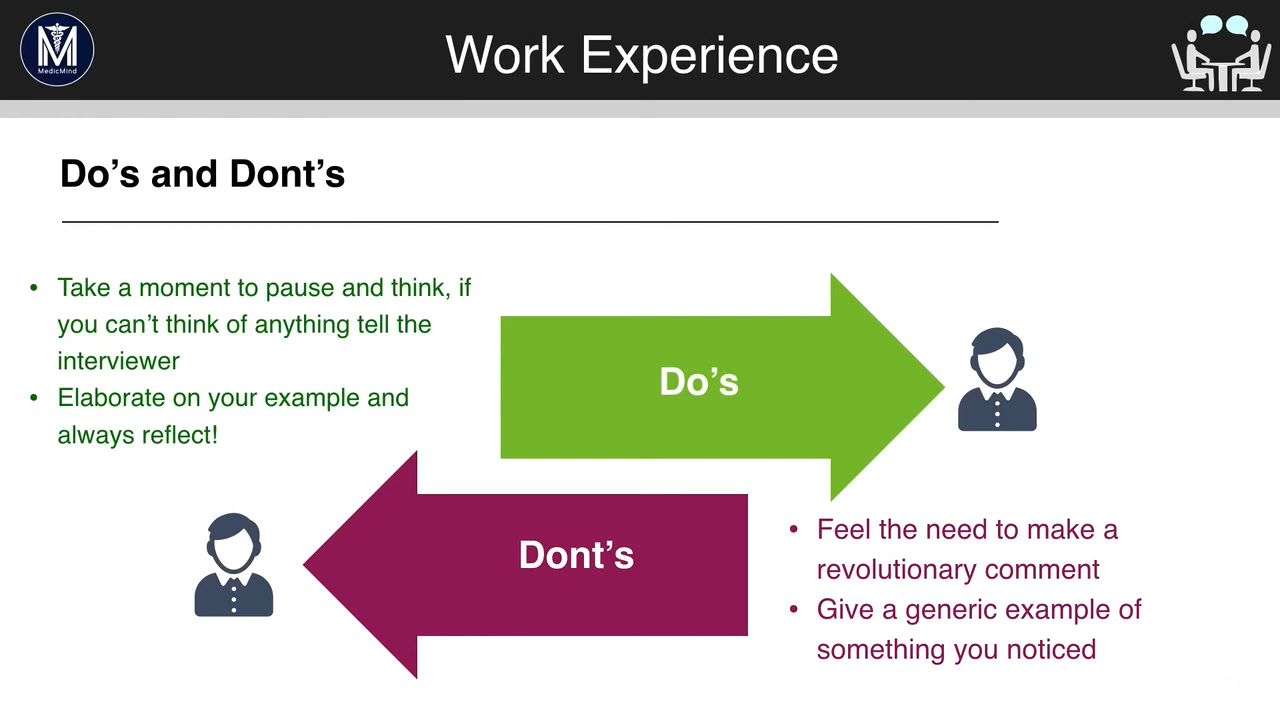 MedicMind
Work Experience
Do’s and Dont’s
• Take a moment to pause and think, if
you can’t think of anything tell the
interviewer
• Elaborate on your example and
always reflect!
Do’s
Dont’s
• Feel the need to make a
revolutionary comment
• Give a generic example of
something you noticed